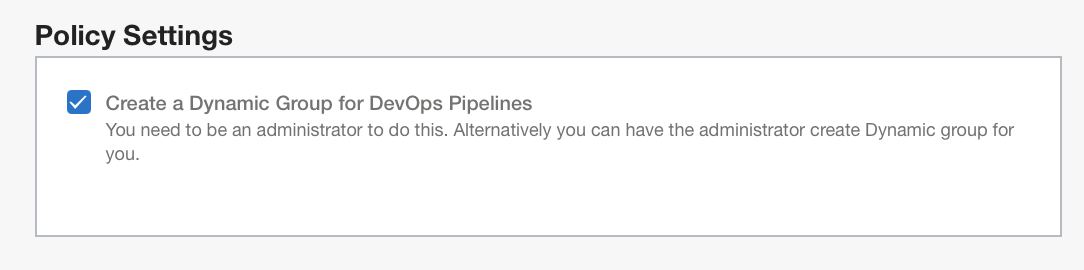 Policy Settings
Create a Dynamic Group for DevOps Pipelines
You need to be an administrator to do this. Alternatively you can have the administrator create Dynamic group for
you.